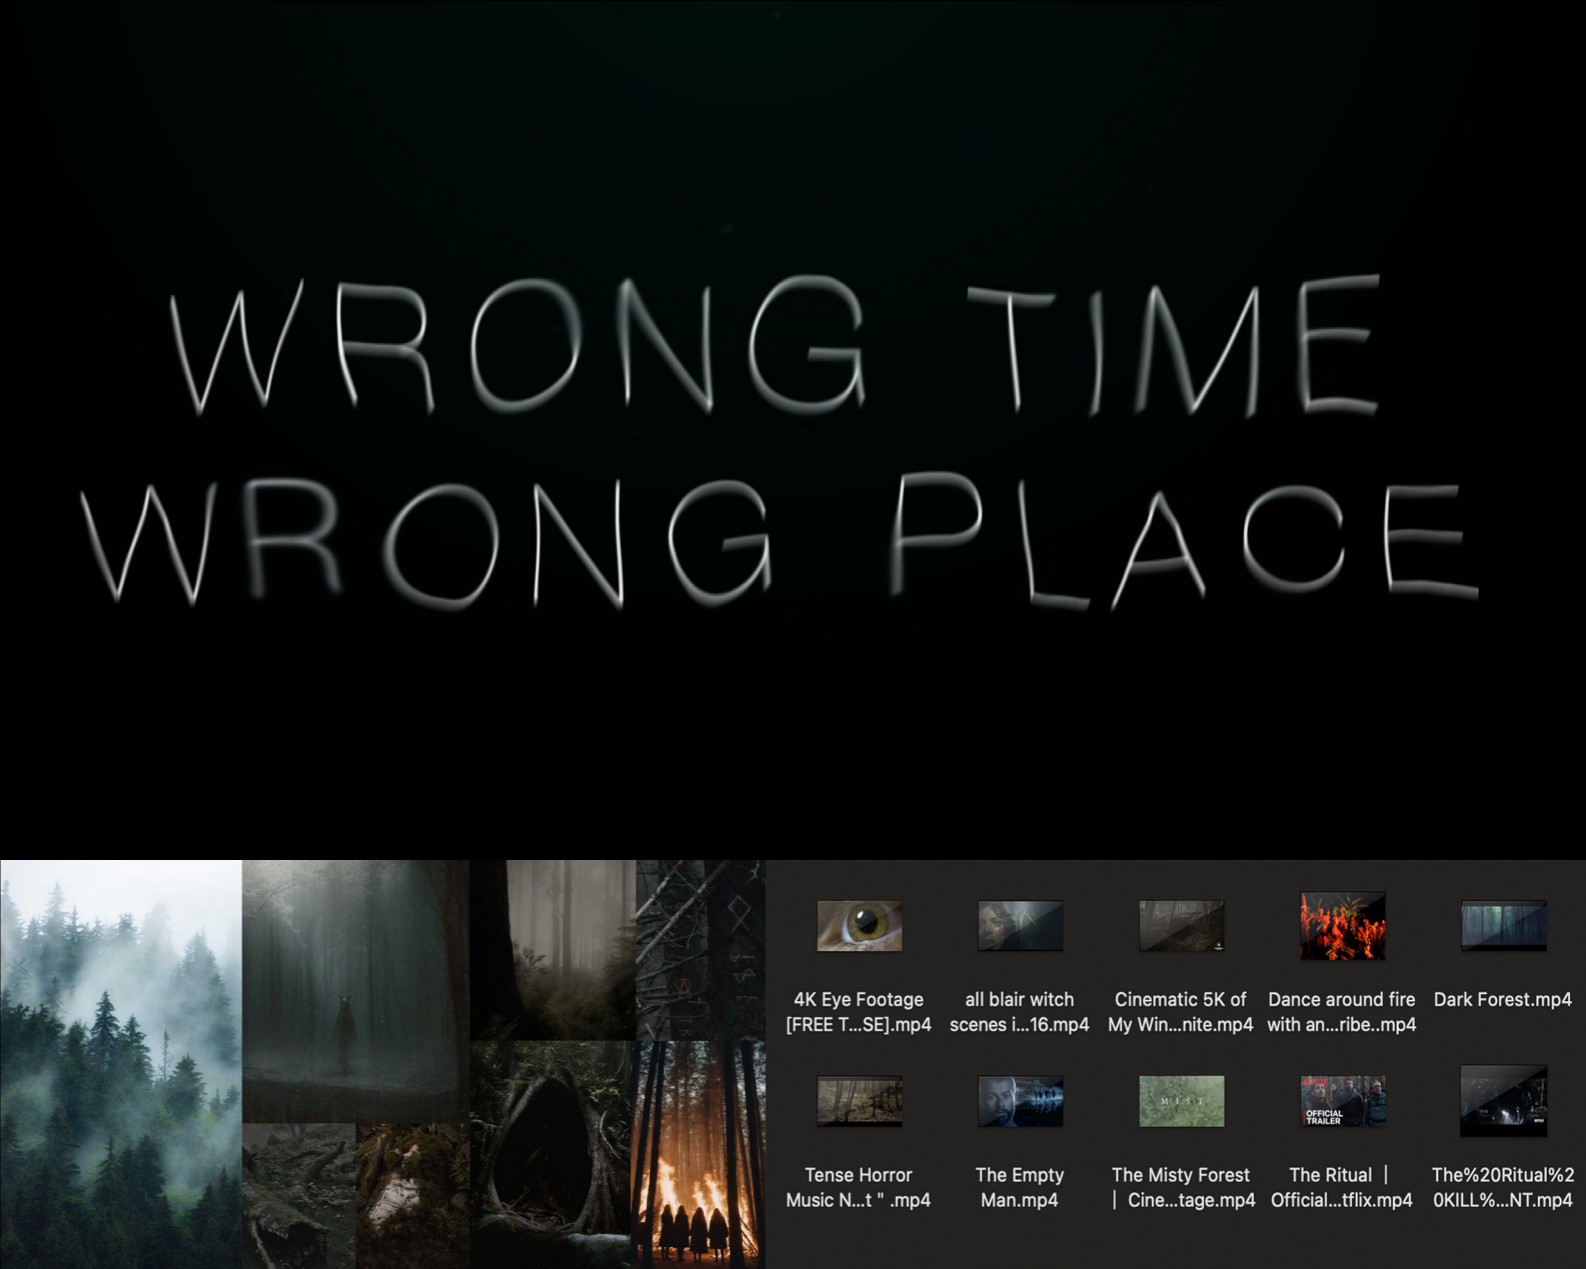 WRONG TIME
WRONG PLACE
4K Eye Footage
[FREE T...SE].mp4
all blair witch
scenes i...16.mp4
Cinematic 5K of
My Win...nite.mp4
Dance around fire
with an...ribe..mp4
Dark Forest.mp4
MIST
OFFICIAL
TRAILER
Tense Horror
Music N...t " .mp4
The Empty
Man.mp4
The Misty Forest
| Cine...tage.mp4
The Ritual |
Official...tflix.mp4
The%20Ritual%2
0KILL%...NT.mp4